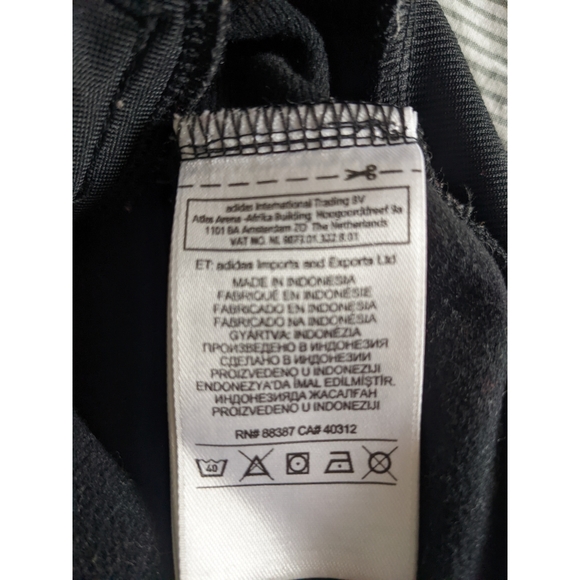 adidas International Trading BV
Atlas Arena -Afrika Building Hoogoorddreef 9a
1101 BA Amsterdam ZO The Netherlands
VAT NO. NL 8073.01.322.B.01
ET: adidas Imports and Exports Ltd
MADE IN INDONESIA
FABRIQUÉ EN INDONÉSIE
FABRICADO EN INDONESIA
FABRICADO NA INDONÉSIA
GYÁRTVA: INDONÉZIA
ПРОИЗВЕДЕНО В ИНДОНЕЗИЯ
СДЕЛАНО В ИНДОНЕЗИИ
PROIZVEDENO U INDONEZIJI
ENDONEZYA'DA İMAL EDİLMİŞTİR.
ИНДОНЕЗИЯДА ЖАСАЛҒАН
PROIZVEDENO U INDONEZIJI
RN# 88387 CA# 40312
40